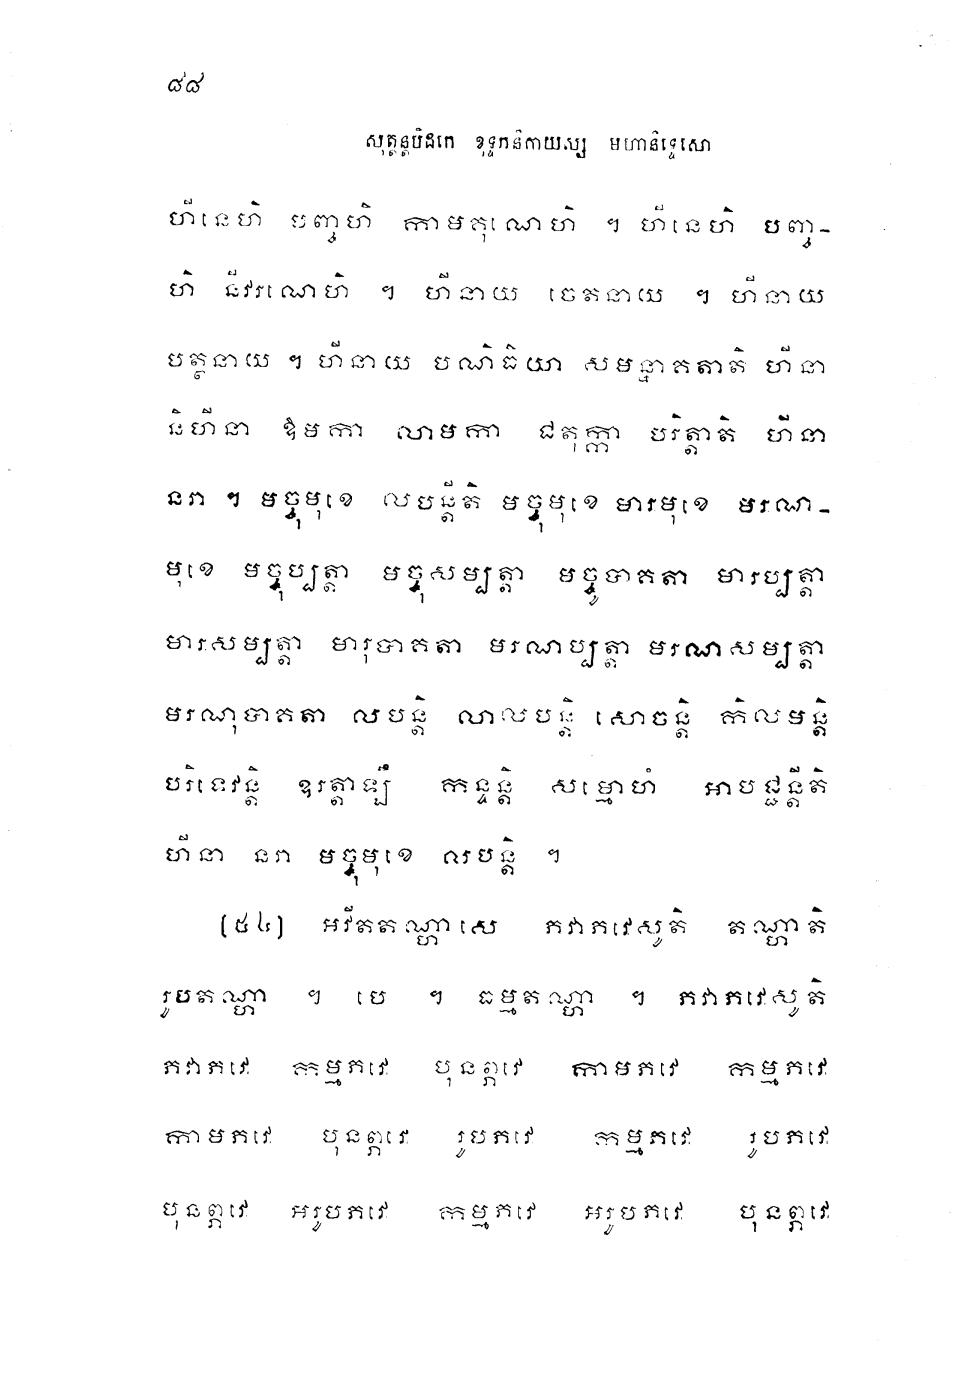 ៨៨
សុត្តន្តបិដកេ ខុទ្ទកនិកាយស្ស មហានិទ្ទេសោ
ហីនេហិ បញ្ចហិ កាមគុណេហិ ។ ហីនេហិ បញ្ច-
ហិ នីវរណេហិ ។ ហីនាយ ចេតនាយ ។ ហីនាយ
បត្ថនាយ ។ ហីនាយ បណិធិយា សមន្នាគតាតិ ហីនា
និហីនា ឱមកា លាមកា ជតុក្កា បរិត្តាតិ ហីនា
នរា ។ មច្ចុមុខេ លបន្តីតិ មច្ចុមុខេ មារមុខេ មរណ-
មុខេ មច្ចុប្បត្តា មច្ចុសម្បត្តា មច្ចូបាគតា មារប្បត្តា
មារសម្បត្តា មារុបាគតា មរណប្បត្តា មរណសម្បត្តា
មរណុបាគតា លបន្តិ លាលបន្តិ សោចន្តិ កិលមន្តិ
បរិទេវន្តិ ឧរត្តាឡឹ កន្ទន្តិ សម្មោហំ អាបជ្ជន្តីតិ
ហីនា នរា មច្ចុមុខេ លបន្តិ ។
(៥៤) អវីតតណ្ហាសេ ភវាភវេសូតិ តណ្ហាតិ
រូបតណ្ហា ។ បេ ។ ធម្មតណ្ហា ។ ភវាភវេសូតិ
ភវាភវេ កម្មភវេ បុនព្ភវេ កាមភវេ កម្មភវេ
កាមភវេ បុនព្ភវេ រូបភវេ កម្មភវេ រូបភវេ
បុនព្ភវេ អរូបភវេ កម្មភវេ អរូបភវេ បុនព្ភវេ